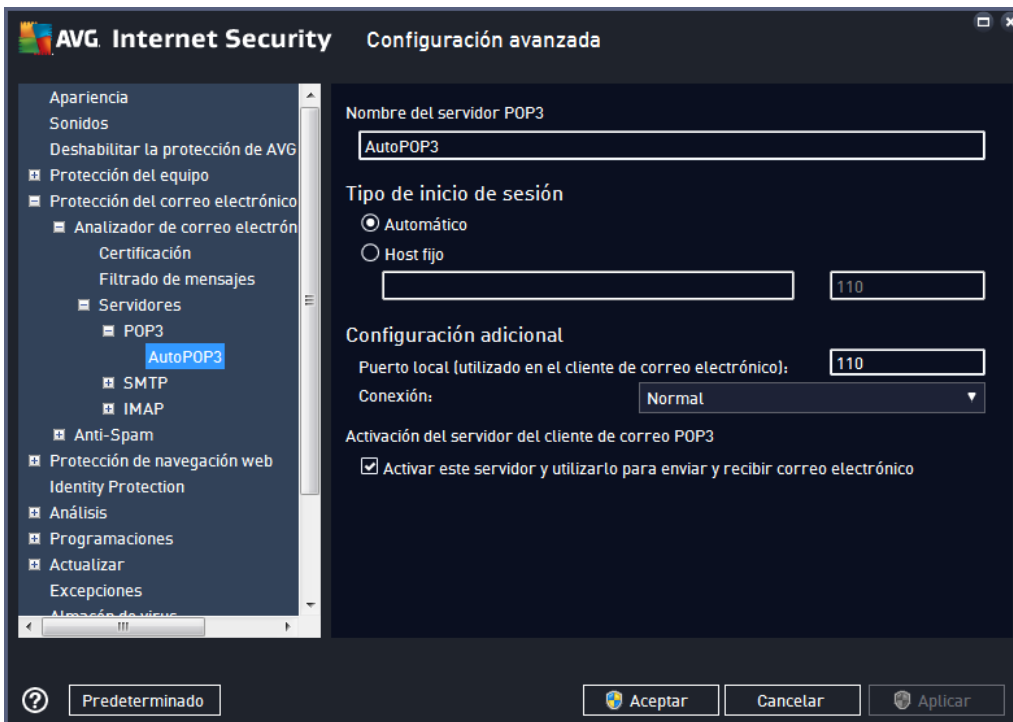 AVG. Internet Security Configuración avanzada
Apariencia
Sonidos
Deshabilitar la protección de AVG
Protección del equipo
Protección del correo electrónico
Analizador de correo electrón
Certificación
Filtrado de mensajes
Servidores
POP3
AutoPOP3
SMTP
IMAP
Anti-Spam
Protección de navegación web
Identity Protection
Análisis
Programaciones
Actualizar
Excepciones
Almacén de virus
Nombre del servidor POP3
AutoPOP3
Tipo de inicio de sesión
Automático
Host fijo
110
Configuración adicional
Puerto local (utilizado en el cliente de correo electrónico): 110
Conexión: Normal
Activación del servidor del cliente de correo POP3
Activar este servidor y utilizarlo para enviar y recibir correo electrónico
? Predeterminado Aceptar Cancelar Aplicar